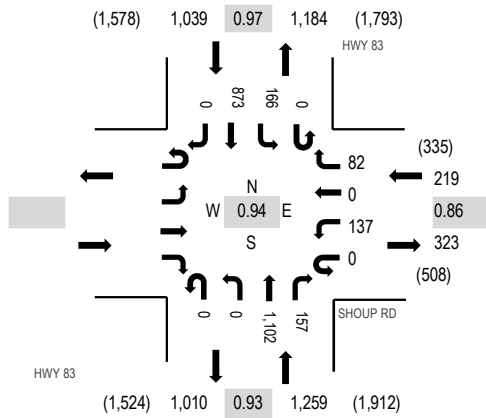 (1,578) 1,039 0.97 1,184 (1,793)
HWY 83
0 873 166 0
82
(335)
0
219
N
W 0.94 E
0.86
S
137
323
0
(508)
0 0 1,102 157
SHOUP RD
HWY 83
(1,524) 1,010 0.93 1,259 (1,912)